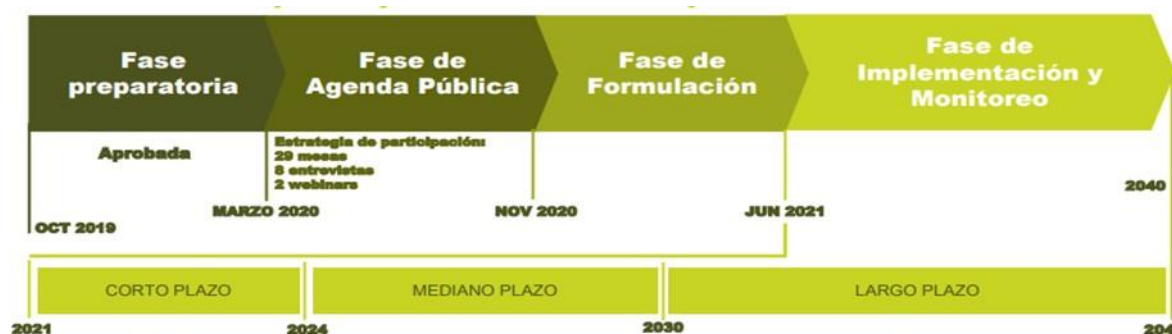 Fase
preparatoria
Fase de
Agenda Pública
Fase de
Formulación
Fase de
Implementación y
Monitoreo
Aprobada
Estrategia de participación:
29 mesas
8 entrevistas
2 webinars
2040
OCT 2019
MARZO 2020
NOV 2020
JUN 2021
CORTO PLAZO
MEDIANO PLAZO
LARGO PLAZO
2021
2024
2030